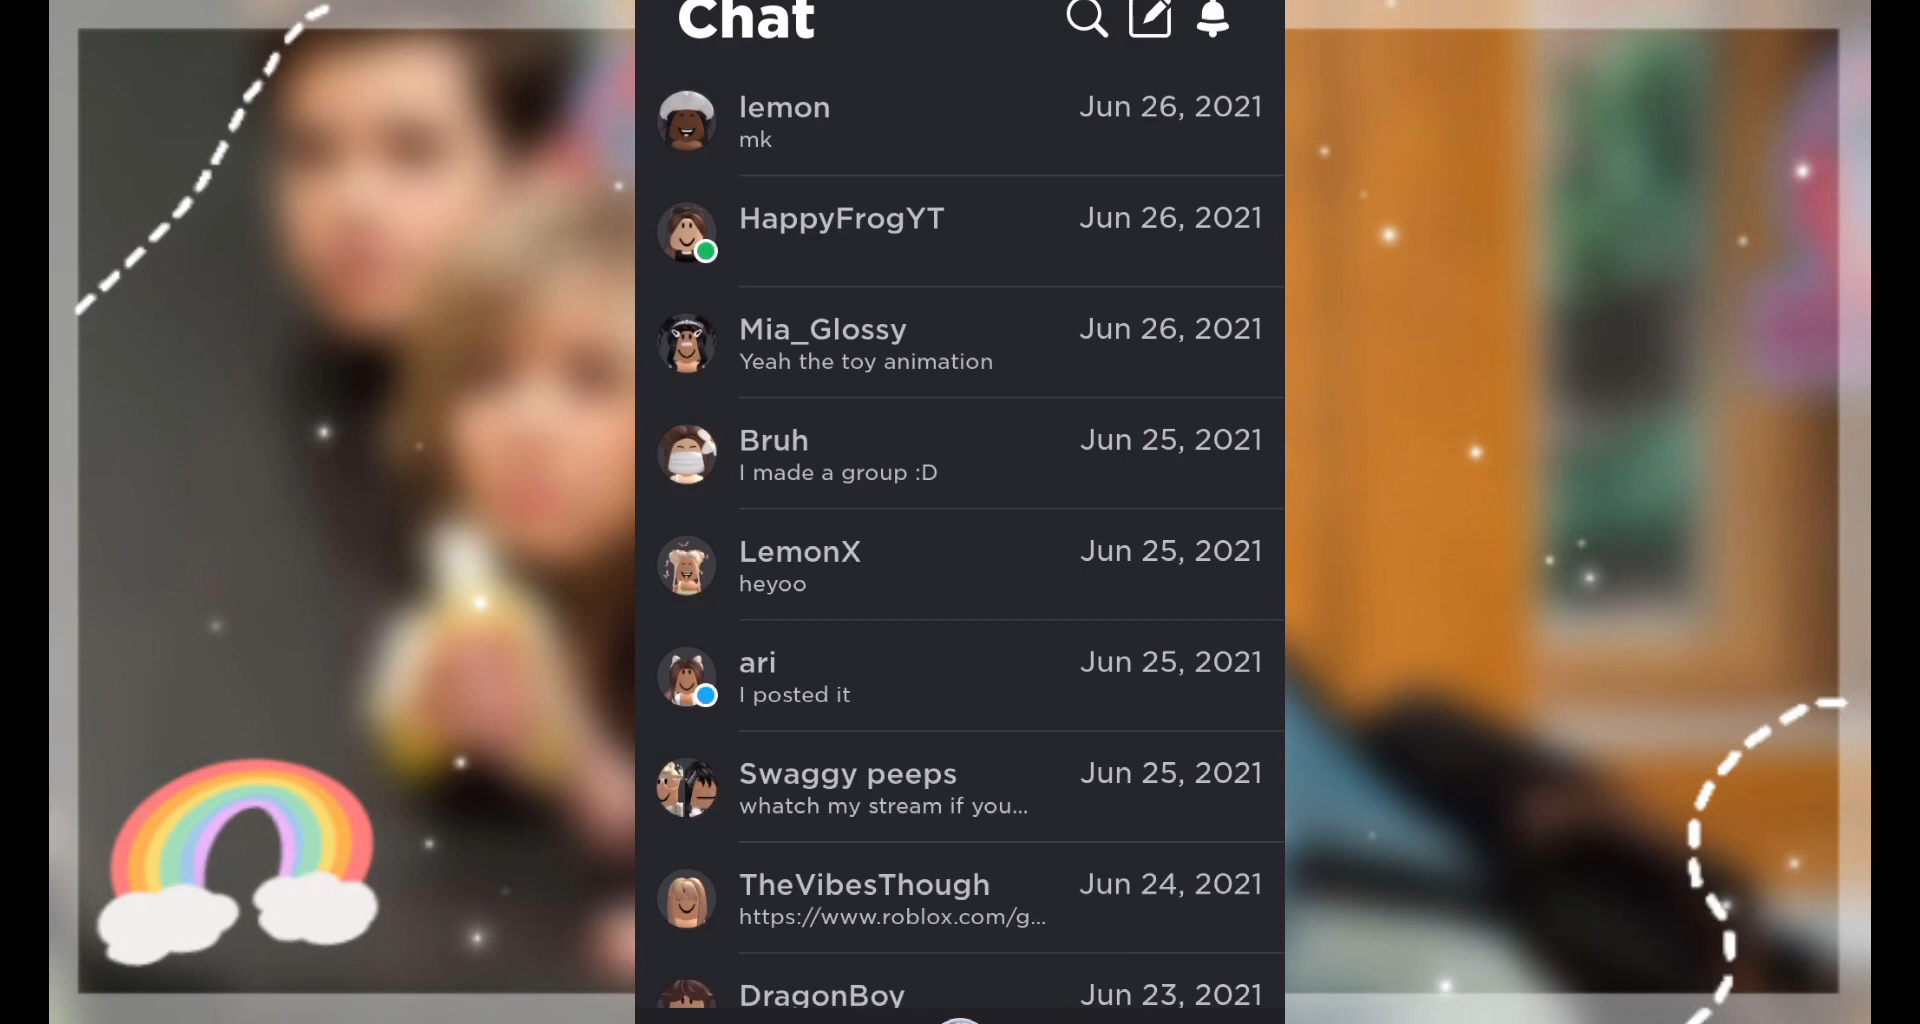 Chat
lemon Jun 26, 2021
mk
HappyFrogYT Jun 26, 2021
Mia_Glossy Jun 26, 2021
Yeah the toy animation
Bruh Jun 25, 2021
I made a group :D
LemonX Jun 25, 2021
heyoo
ari Jun 25, 2021
I posted it
Swaggy peeps Jun 25, 2021
whatch my stream if you...
TheVibesThough Jun 24, 2021
https://www.roblox.com/g...
DragonBoy Jun 23, 2021